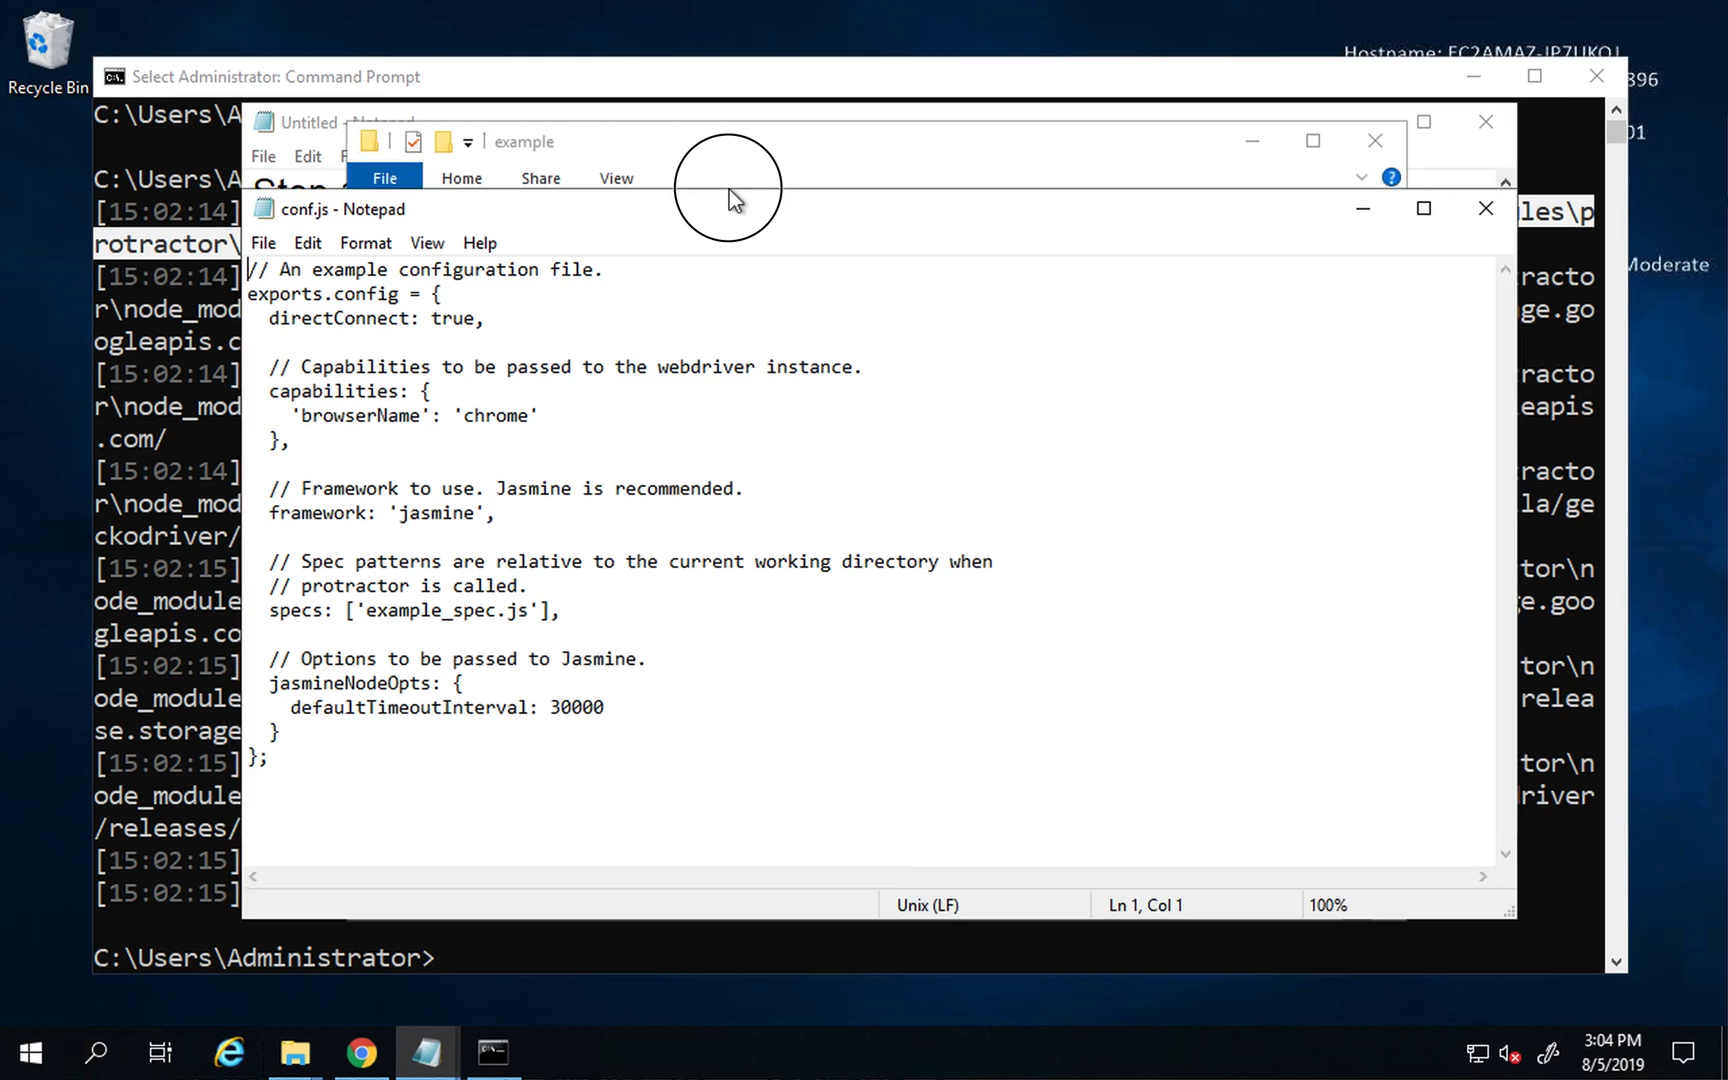 Recycle Bin
Hostname: EC2AMAZ-JPZUKOJ
396
01
Moderate
Select Administrator: Command Prompt
C:\Users\A
C:\Users\A
[15:02:14] les\p
rotractor\
[15:02:14] racto
r\node_mod ge.go
ogleapis.c
[15:02:14] racto
r\node_mod eapis
.com/
[15:02:14] racto
r\node_mod la/ge
ckodriver/
[15:02:15] tor\n
ode_module e.goo
gleapis.co
[15:02:15] tor\n
ode_module relea
se.storage
[15:02:15] tor\n
ode_module driver
/releases/
[15:02:15]
[15:02:15]
C:\Users\Administrator>
Untitled - Notepad
File Edit F
example
File Home Share View
conf.js - Notepad
File Edit Format View Help
// An example configuration file.
exports.config = {
directConnect: true,
// Capabilities to be passed to the webdriver instance.
capabilities: {
'browserName': 'chrome'
},
// Framework to use. Jasmine is recommended.
framework: 'jasmine',
// Spec patterns are relative to the current working directory when
// protractor is called.
specs: ['example_spec.js'],
// Options to be passed to Jasmine.
jasmineNodeOpts: {
defaultTimeoutInterval: 30000
}
};
Unix (LF) Ln 1, Col 1 100%
3:04 PM
8/5/2019